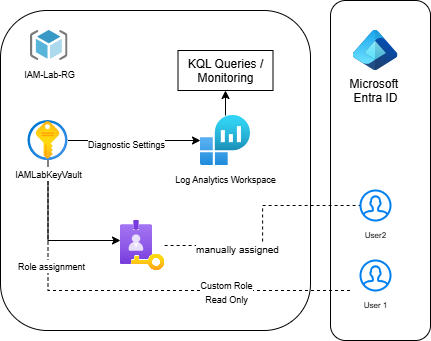 IAM-Lab-RG
KQL Queries /
Monitoring
Microsoft
Entra ID
Diagnostic Settings
IAMLabKeyVault
Log Analytics Workspace
User2
manually assigned
Role assignment
Custom Role
Read Only
User 1